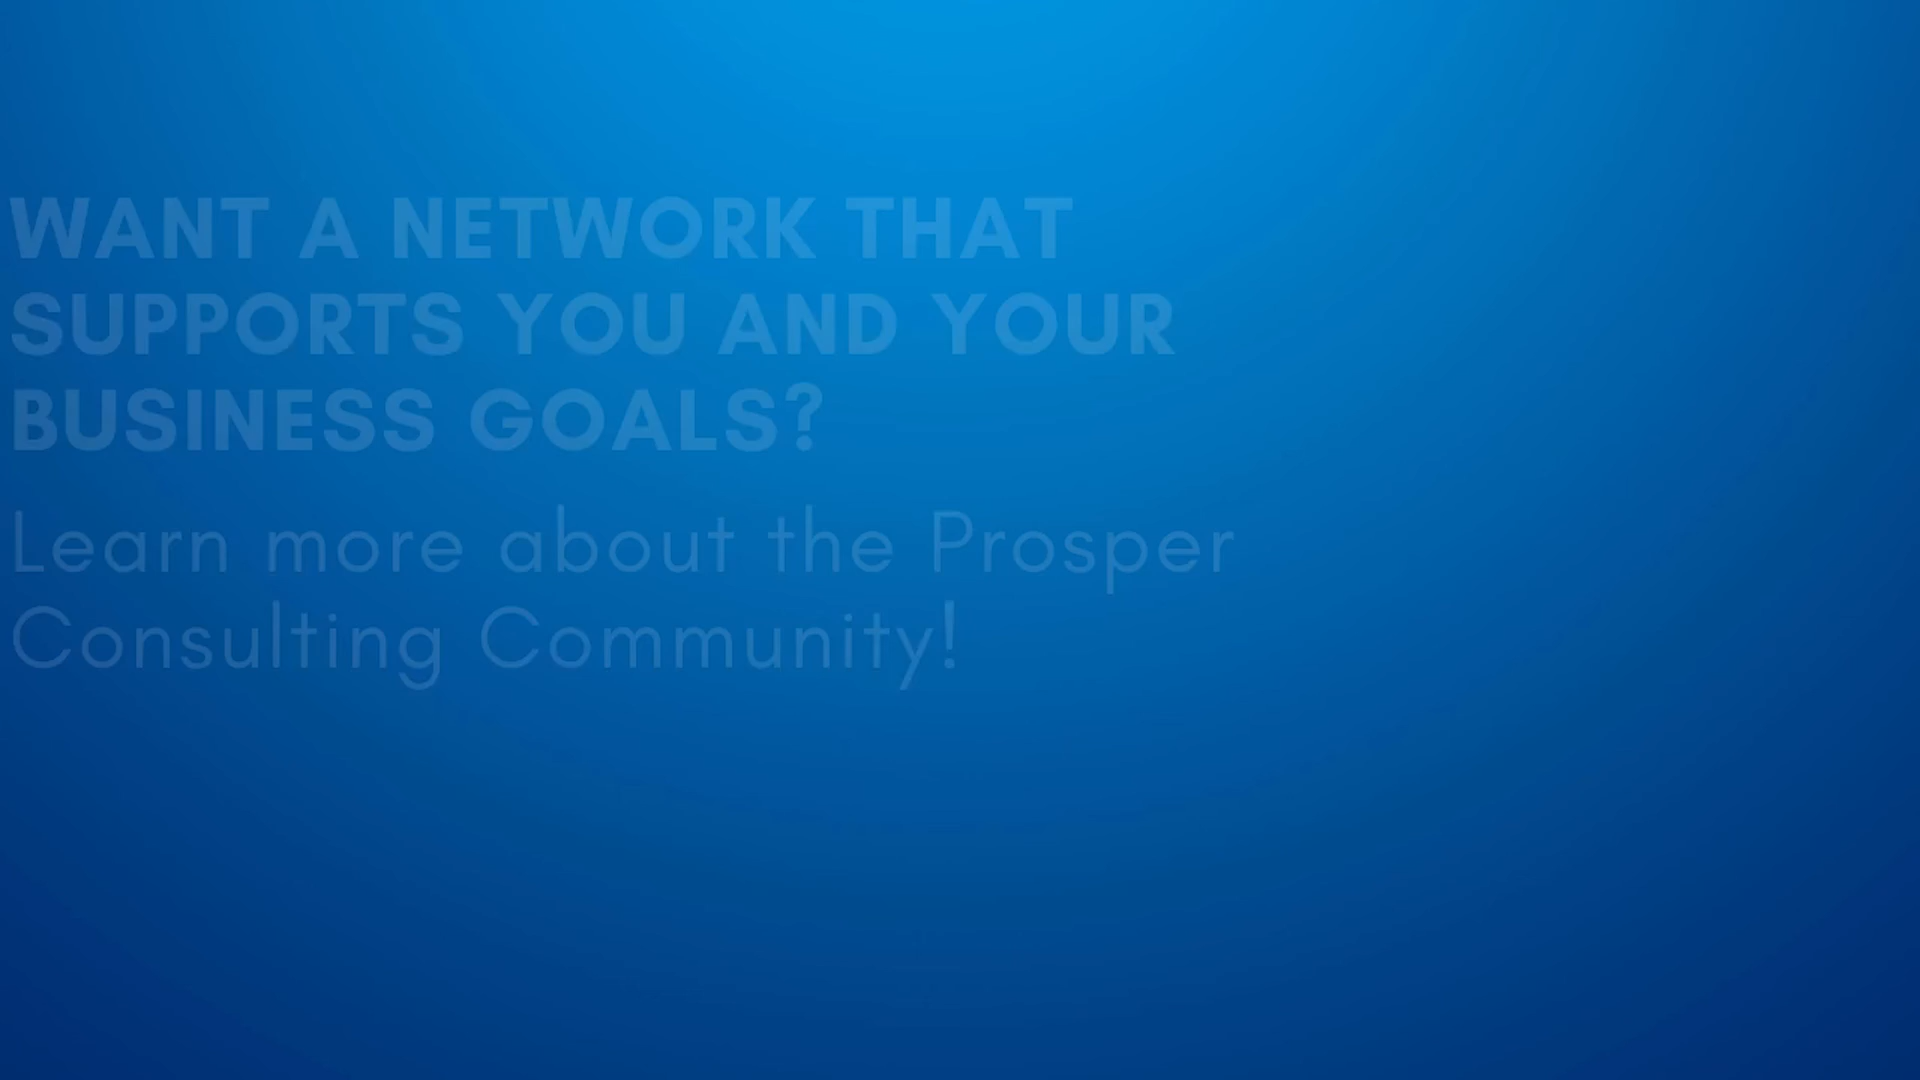 WANT A NETWORK THAT
SUPPORTS YOU AND YOUR
BUSINESS GOALS?
Learn more about the Prosper
Consulting Community!